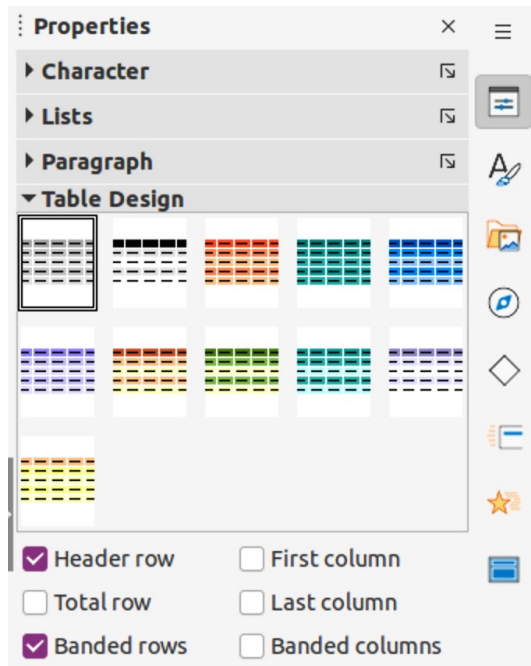 Properties
Character
Lists
Paragraph
Table Design
Header row
First column
Total row
Last column
Banded rows
Banded columns